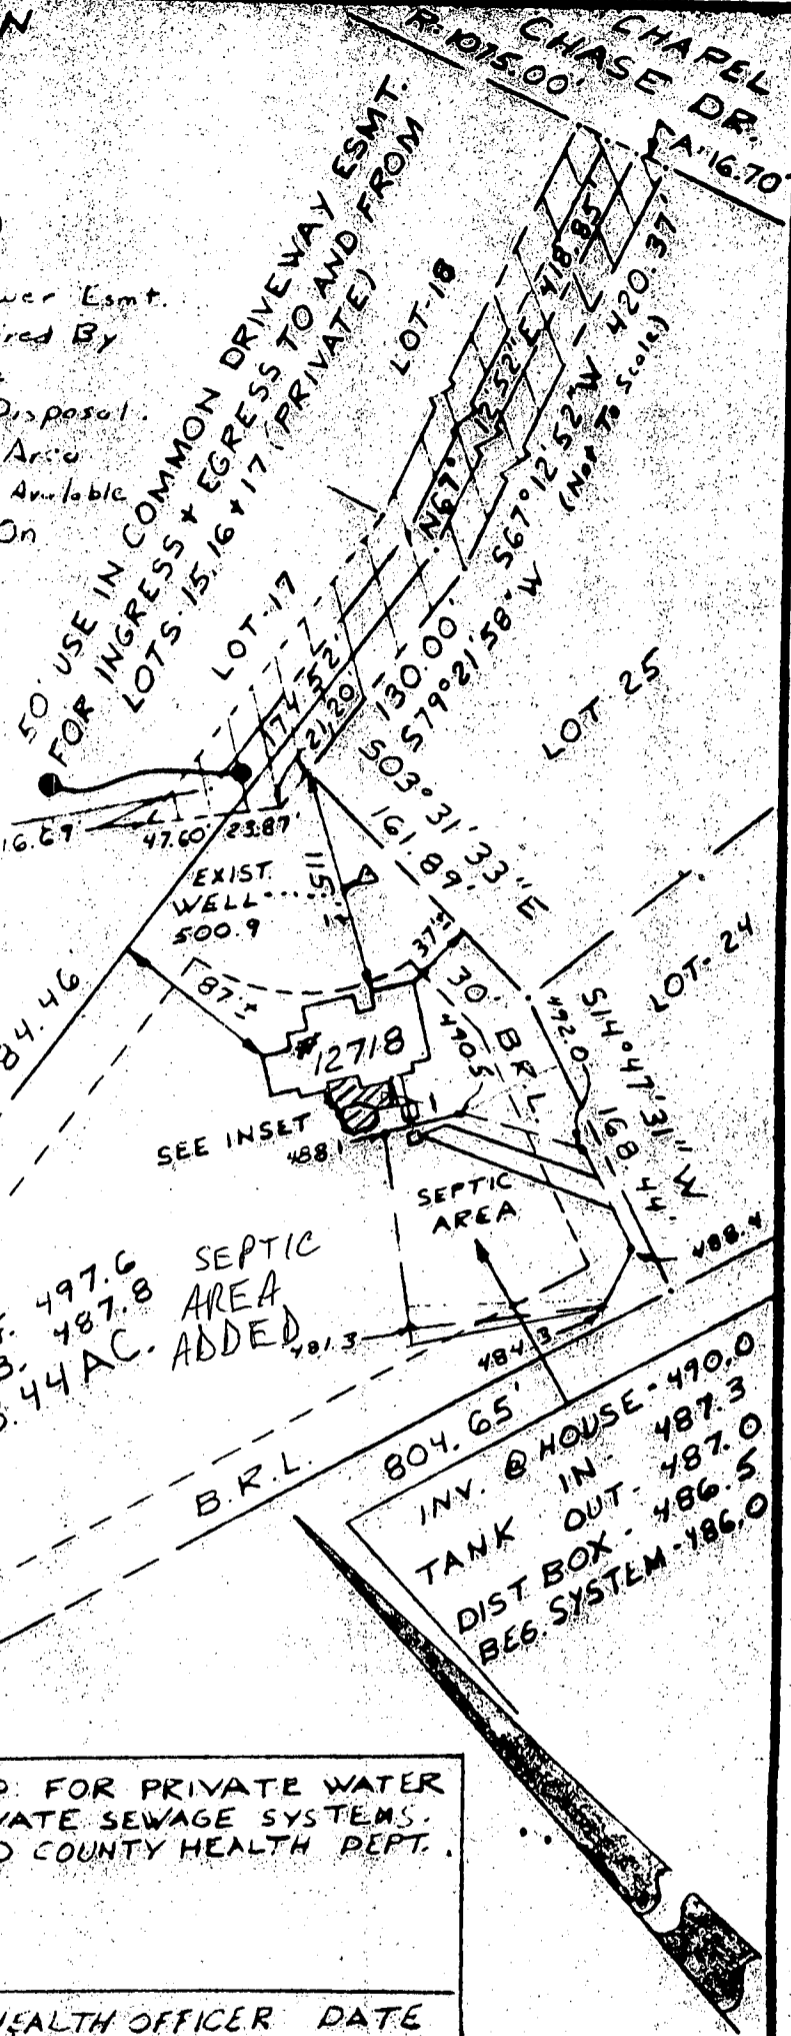 CHAPEL
CHASE DR.
R. 1075.00'
A. 16.70'
Esmt.
By
Disposal.
Area
Available
On
50' USE IN COMMON DRIVEWAY ESMT.
FOR INGRESS + EGRESS TO AND FROM
LOTS. 15, 16 + 17 (PRIVATE)
LOT-18
N67° 12' 52" E 418.85'
S67° 12' 52" W 420.37'
(Not To Scale)
LOT-17
174.52'
21.20
130.00'
S79° 21' 58" W
LOT 25
S03° 31' 33" E
161.89'
16.67
47.60'
23.87'
EXIST.
WELL
500.9
115'±
37'±
187'±
84.46'
LOT-24
30' B.R.L.
490.5
492.0
S14° 47' 31" W
168.44'
#12718
SEE INSET
488.1
SEPTIC
AREA
488.4
497.6
487.8
44 AC.
SEPTIC
AREA
ADDED
481.3
484.3
804.65'
B.R.L.
INV. @ HOUSE - 490.0
TANK IN - 487.3
OUT - 487.0
DIST BOX - 486.5
BEG. SYSTEM - 486.0
FOR PRIVATE WATER
SEWAGE SYSTEMS.
COUNTY HEALTH DEPT.
HEALTH OFFICER DATE